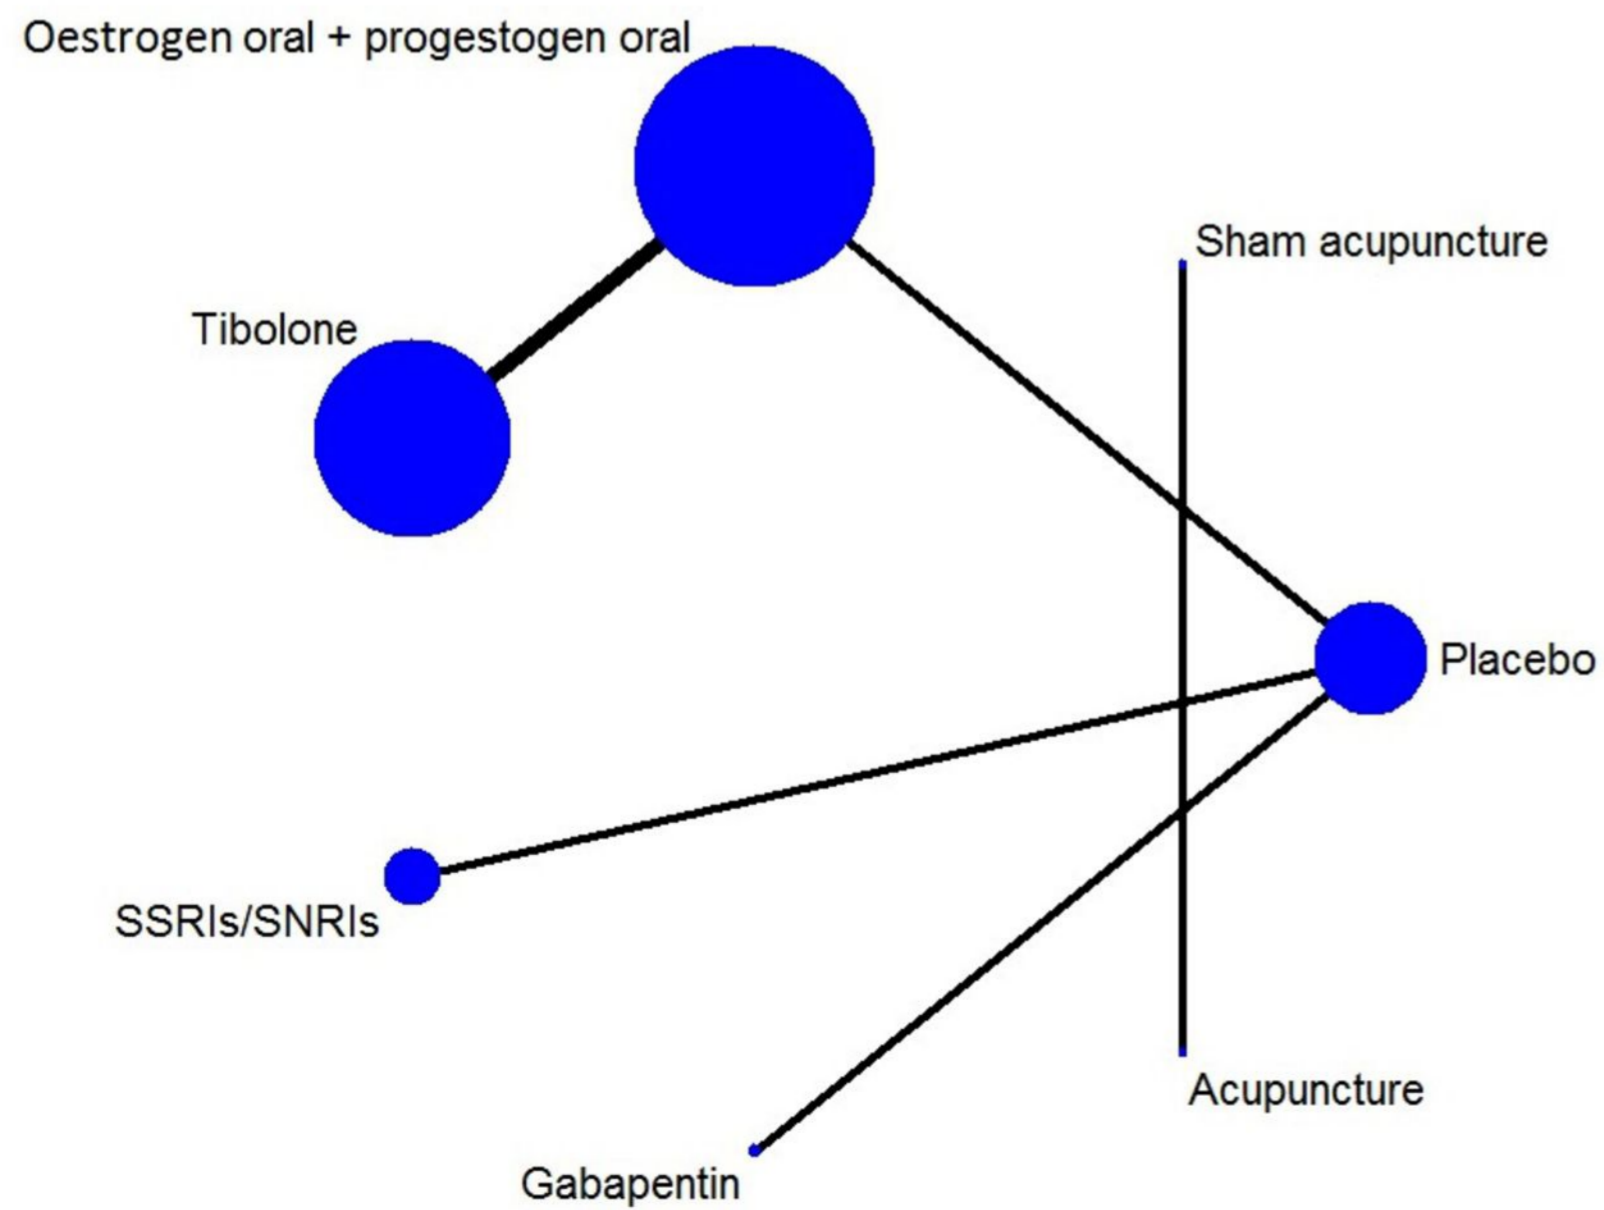 Oestrogen oral + progestogen oral
Sham acupuncture
Tibolone
Placebo
SSRIs/SNRIs
Acupuncture
Gabapentin